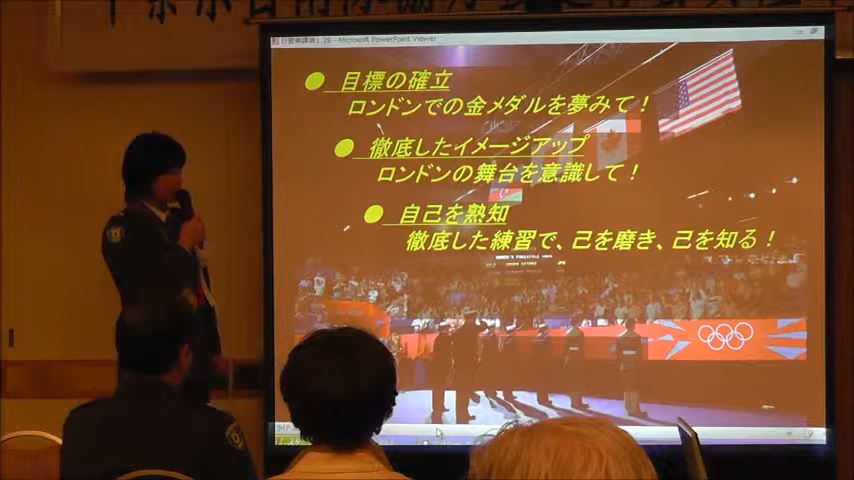 Microsoft PowerPoint Viewer
目標の確立
ロンドンでの金メダルを夢みて！
徹底したイメージアップ
ロンドンの舞台を意識して！
自己を熟知
徹底した練習で、己を磨き、己を知る！